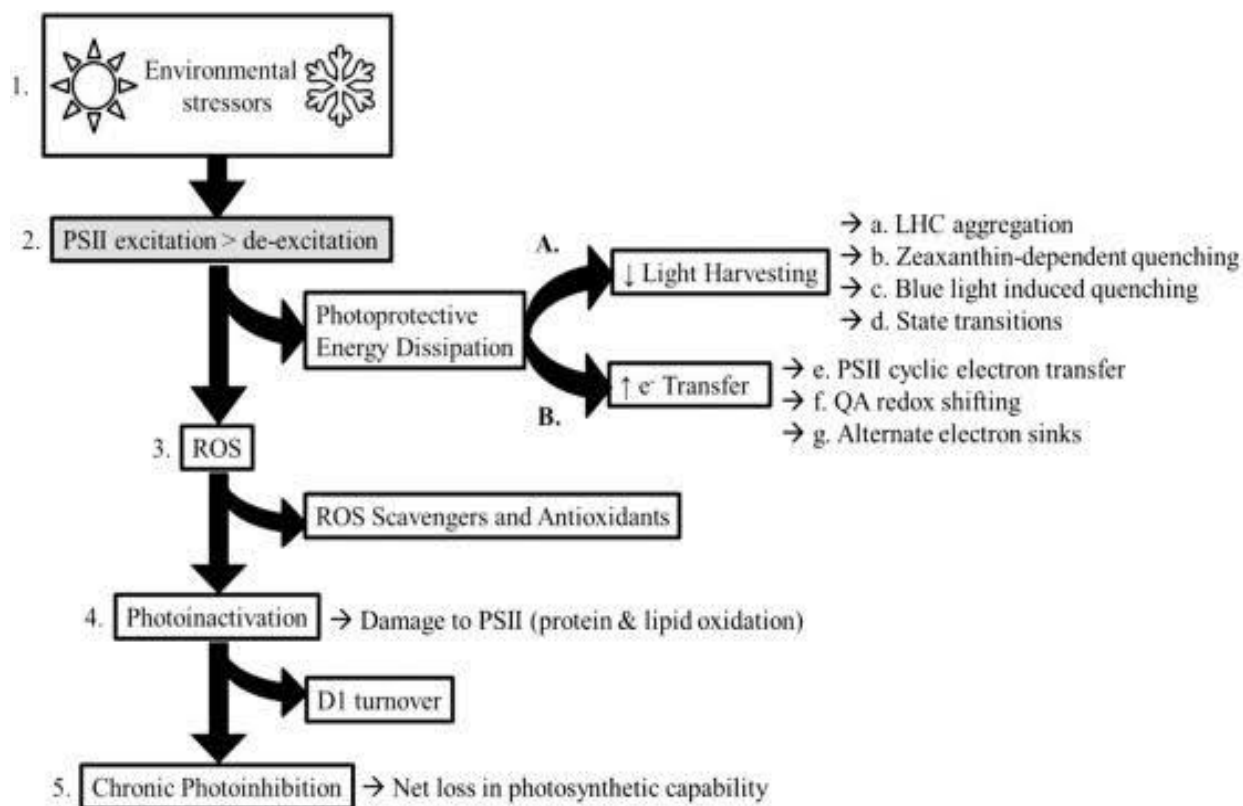 1.
Environmental
stressors
2. PSII excitation > de-excitation
Photoprotective
Energy Dissipation
A.
↓ Light Harvesting
→ a. LHC aggregation
→ b. Zeaxanthin-dependent quenching
→ c. Blue light induced quenching
→ d. State transitions
B.
↑ e- Transfer
→ e. PSII cyclic electron transfer
→ f. QA redox shifting
→ g. Alternate electron sinks
3. ROS
ROS Scavengers and Antioxidants
4. Photoinactivation → Damage to PSII (protein & lipid oxidation)
D1 turnover
5. Chronic Photoinhibition → Net loss in photosynthetic capability